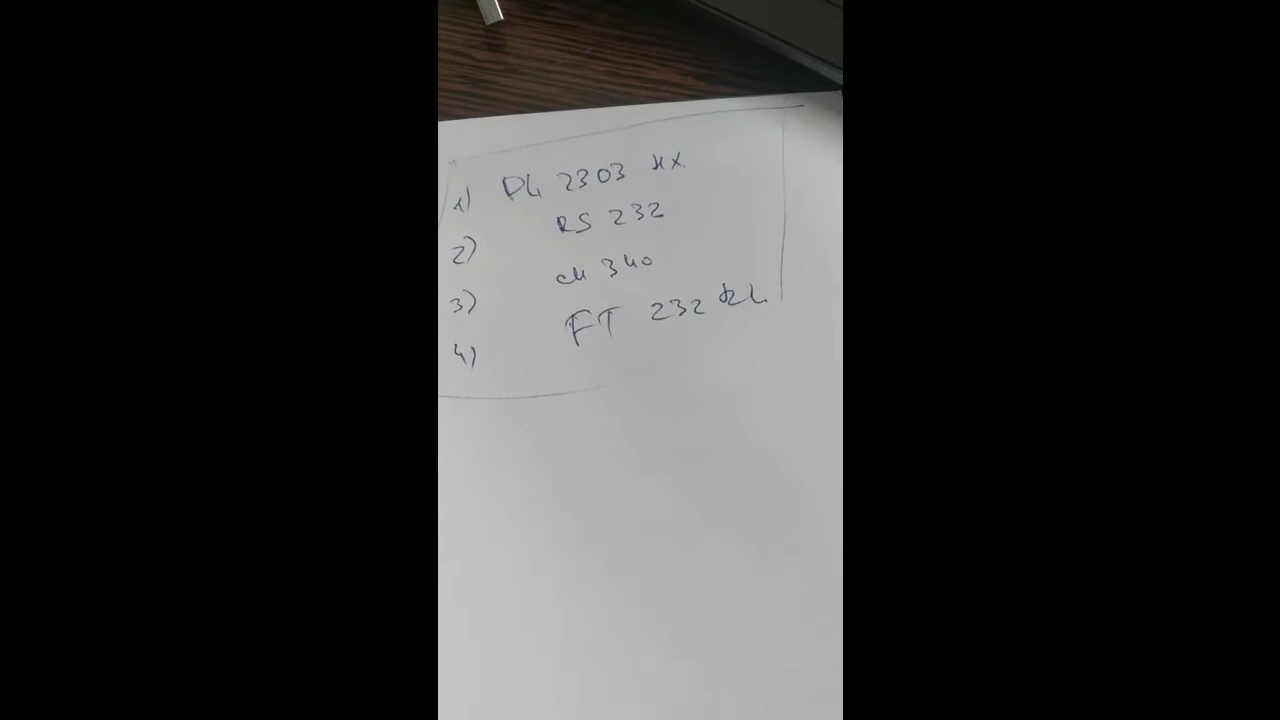 1) PL 2303 HX
2) RS 232
3) CH 340
4) FT 232 RL